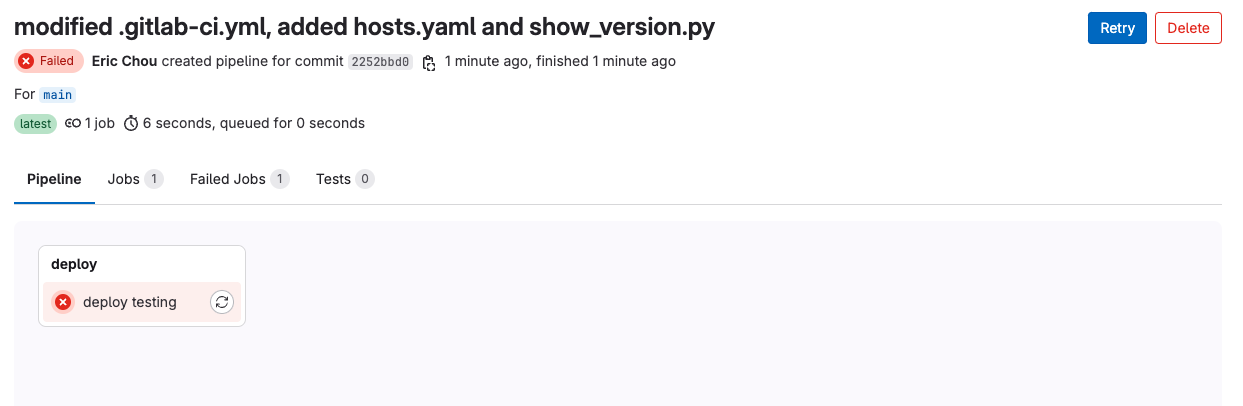 modified .gitlab-ci.yml, added hosts.yaml and show_version.py
Retry
Delete
Failed Eric Chou created pipeline for commit 2252bbd0 1 minute ago, finished 1 minute ago
For main
latest 1 job 6 seconds, queued for 0 seconds
Pipeline Jobs 1 Failed Jobs 1 Tests 0
deploy
deploy testing